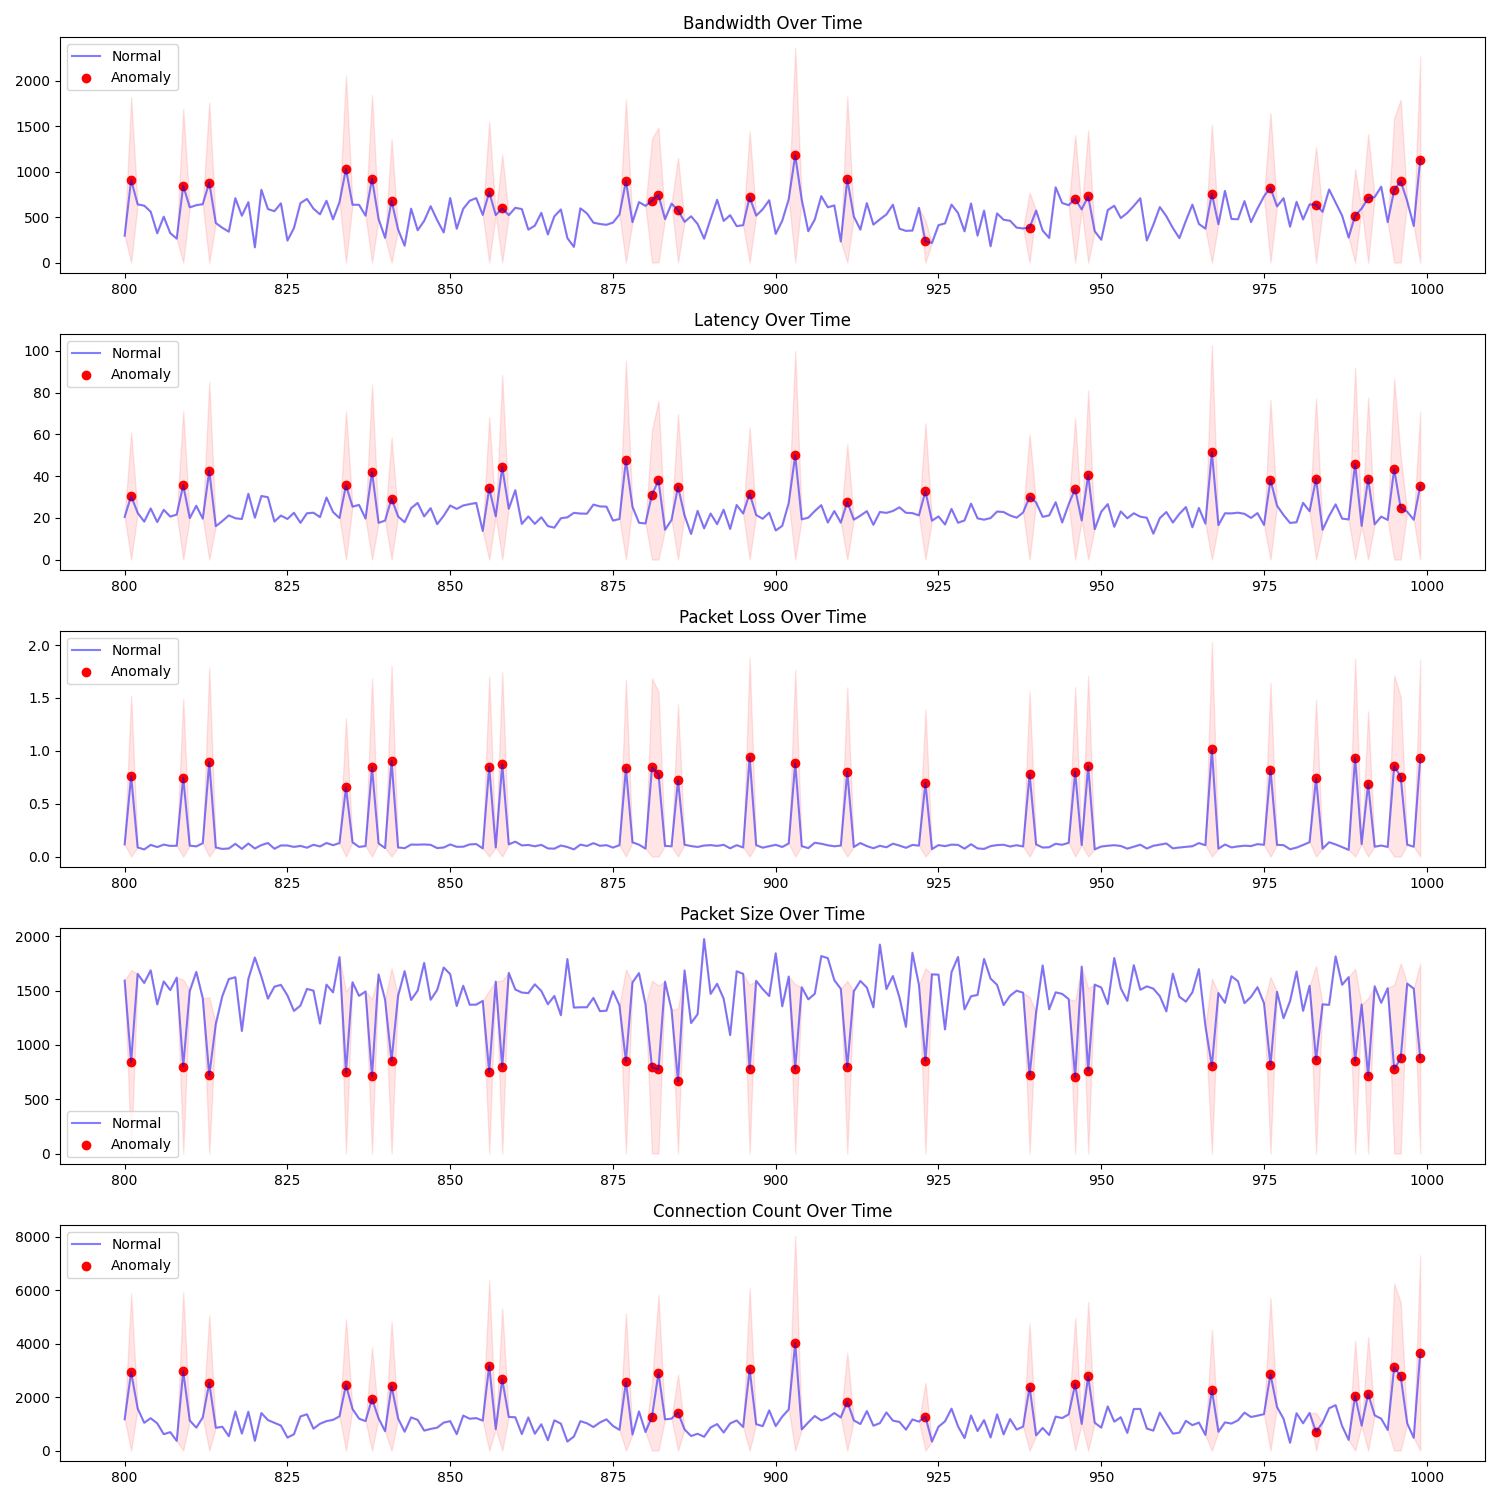 Bandwidth Over Time
Normal
Anomaly
2000
1500
1000
500
0
800 825 850 875 900 925 950 975 1000
Latency Over Time
Normal
Anomaly
100
80
60
40
20
0
800 825 850 875 900 925 950 975 1000
Packet Loss Over Time
Normal
Anomaly
2.0
1.5
1.0
0.5
0.0
800 825 850 875 900 925 950 975 1000
Packet Size Over Time
2000
1500
1000
500
0
Normal
Anomaly
800 825 850 875 900 925 950 975 1000
Connection Count Over Time
Normal
Anomaly
8000
6000
4000
2000
0
800 825 850 875 900 925 950 975 1000